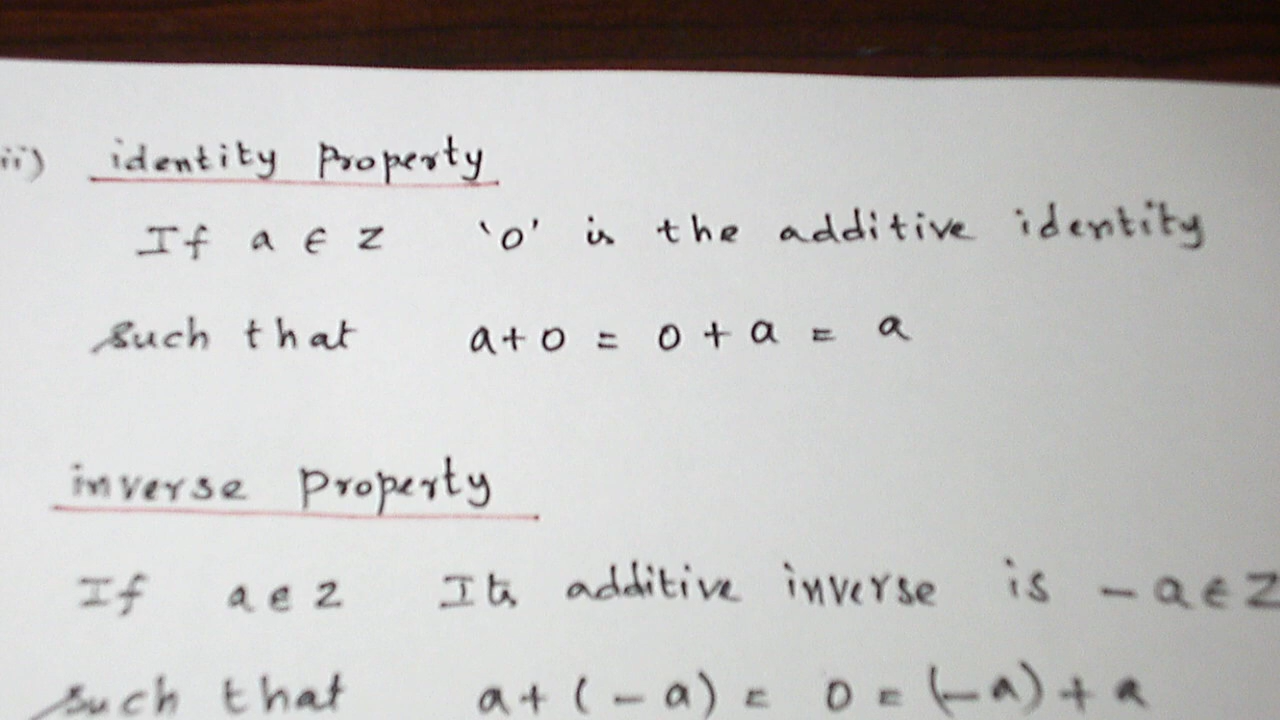 ii) identity Property
If a ∈ Z '0' is the additive identity
such that a+0 = 0+a = a
inverse Property
If a ∈ Z Its additive inverse is -a ∈ Z
such that a+(-a) = 0 = (-a)+a